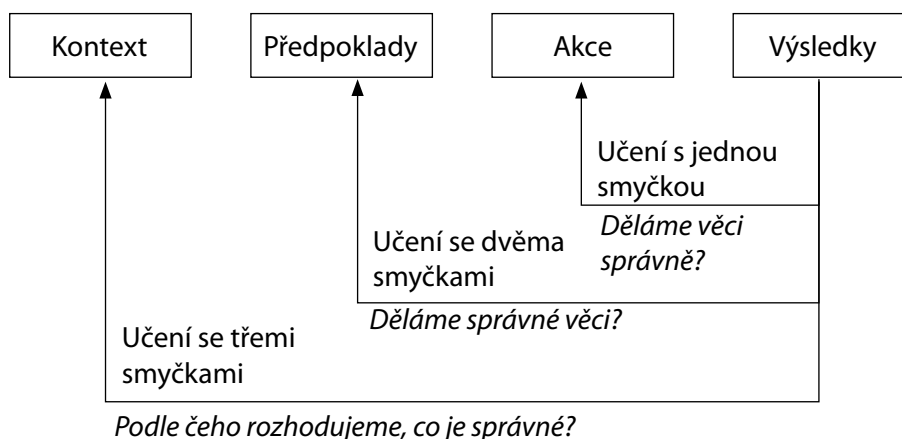 Kontext
Předpoklady
Akce
Výsledky
Učení s jednou
smyčkou
Děláme věci
správně?
Učení se dvěma
smyčkami
Děláme správné věci?
Učení se třemi
smyčkami
Podle čeho rozhodujeme, co je správné?